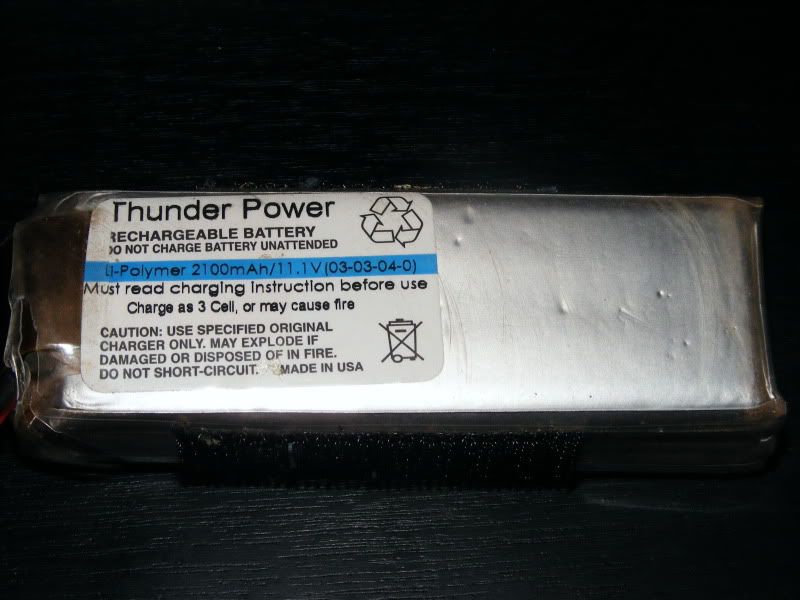 Thunder Power
RECHARGEABLE BATTERY
DO NOT CHARGE BATTERY UNATTENDED
Li-Polymer 2100mAh/11.1V(03-03-04-0)
Must read charging instruction before use
Charge as 3 Cell, or may cause fire
CAUTION: USE SPECIFIED ORIGINAL
CHARGER ONLY. MAY EXPLODE IF
DAMAGED OR DISPOSED OF IN FIRE.
DO NOT SHORT-CIRCUIT. MADE IN USA